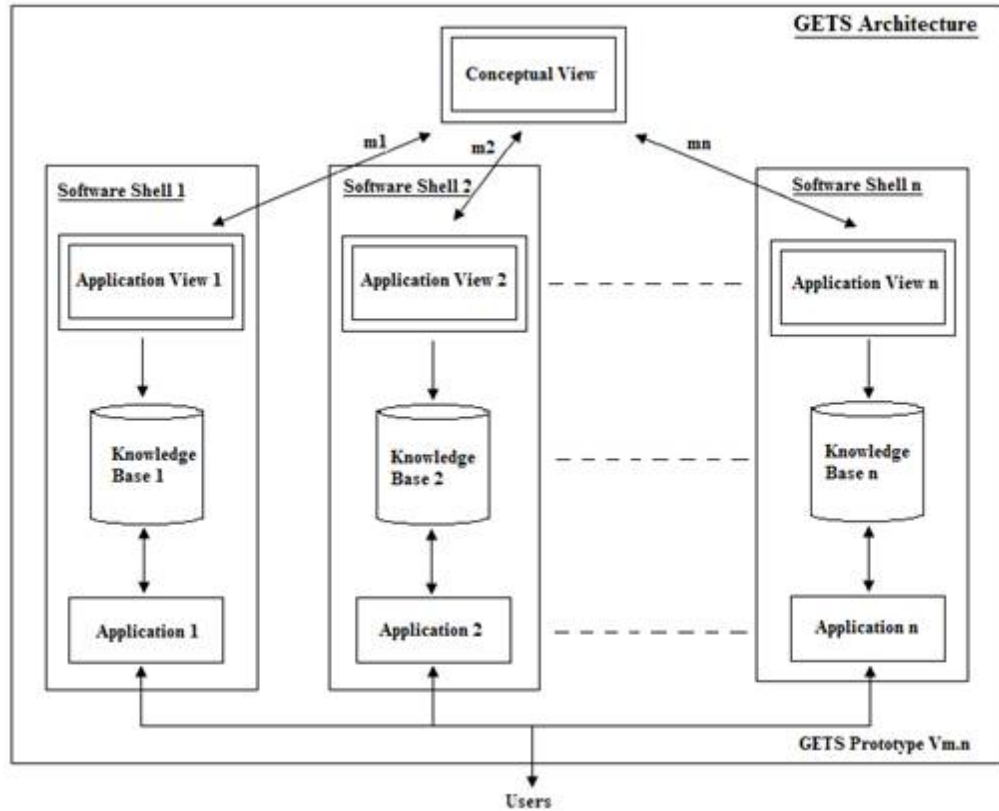 GETS Architecture
Conceptual View
m1
m2
mn
Software Shell 1
Software Shell 2
Software Shell n
Application View 1
Application View 2
Application View n
Knowledge
Base 1
Knowledge
Base 2
Knowledge
Base n
Application 1
Application 2
Application n
GETS Prototype Vm.n
Users